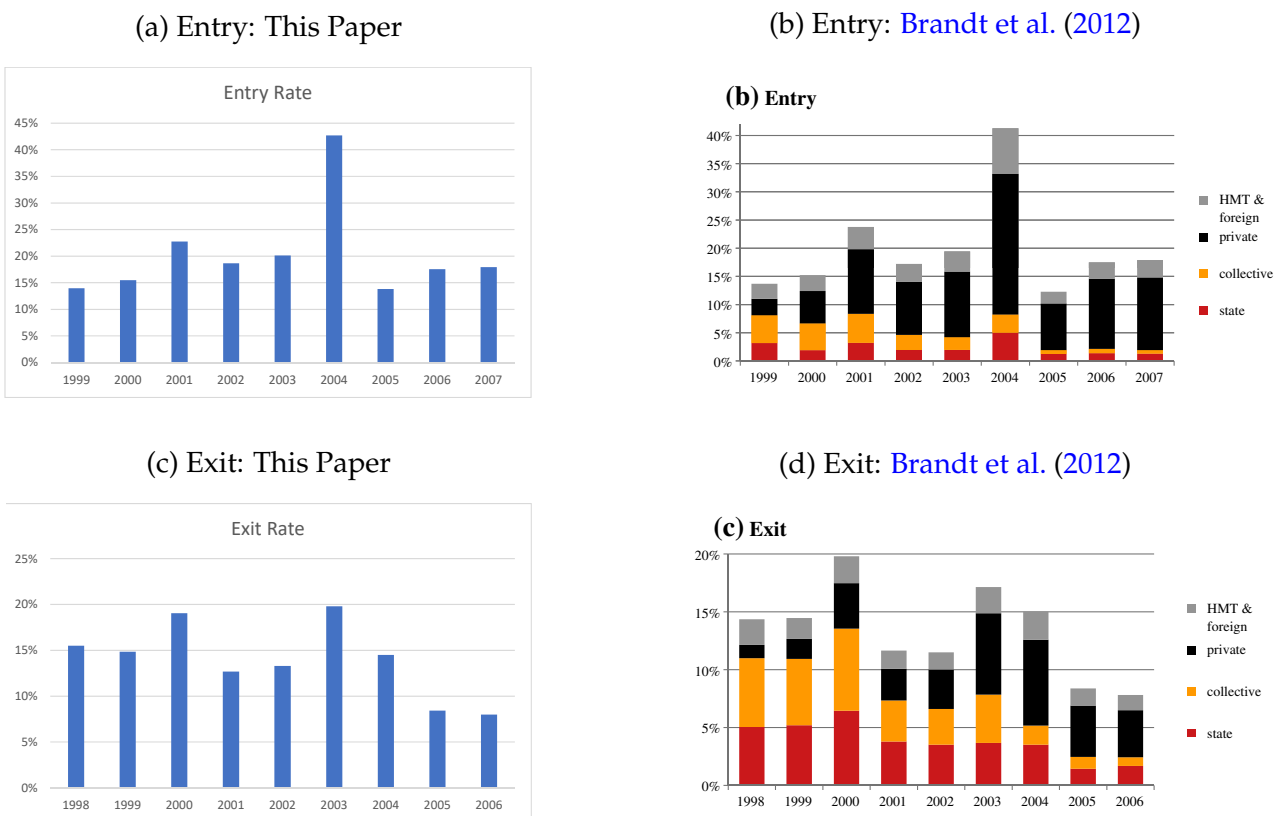 (a) Entry: This Paper
Entry Rate
45%
40%
35%
30%
25%
20%
15%
10%
5%
0%
1999 2000 2001 2002 2003 2004 2005 2006 2007
(b) Entry: Brandt et al. (2012)
(b) Entry
40%
35%
30%
25%
20%
15%
10%
5%
0%
1999 2000 2001 2002 2003 2004 2005 2006 2007
HMT &
foreign
private
collective
state
(c) Exit: This Paper
Exit Rate
25%
20%
15%
10%
5%
0%
1998 1999 2000 2001 2002 2003 2004 2005 2006
(d) Exit: Brandt et al. (2012)
(c) Exit
20%
15%
10%
5%
0%
1998 1999 2000 2001 2002 2003 2004 2005 2006
HMT &
foreign
private
collective
state